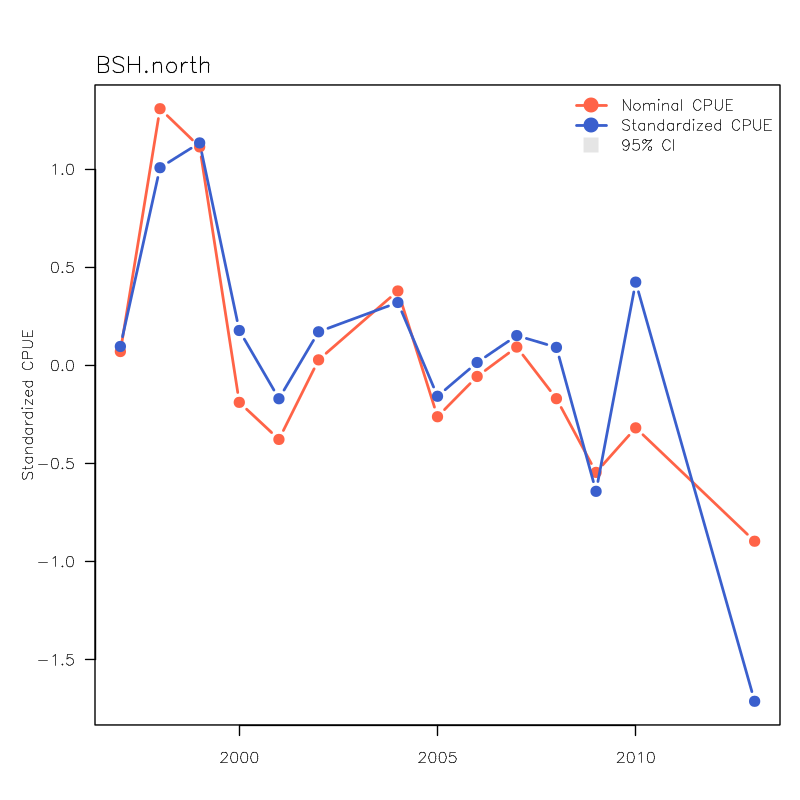 BSH.north
Nominal CPUE
Standardized CPUE
95% CI
1.0
0.5
0.0
−0.5
−1.0
−1.5
Standardized CPUE
2000 2005 2010